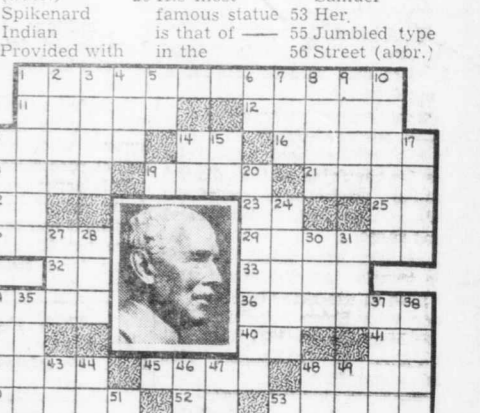 Spikenard
Indian
Provided with
famous statue
is that of —
in the
53 Her.
55 Jumbled type
56 Street (abbr.)
1 2 3 4 5 6 7 8 9 10
11 12
14 15 16 17
19 20 21
23 24 25
27 28 29 30 31
32 33
35 36 37 38
40 41
43 44 45 46 47 48 49
51 52 53